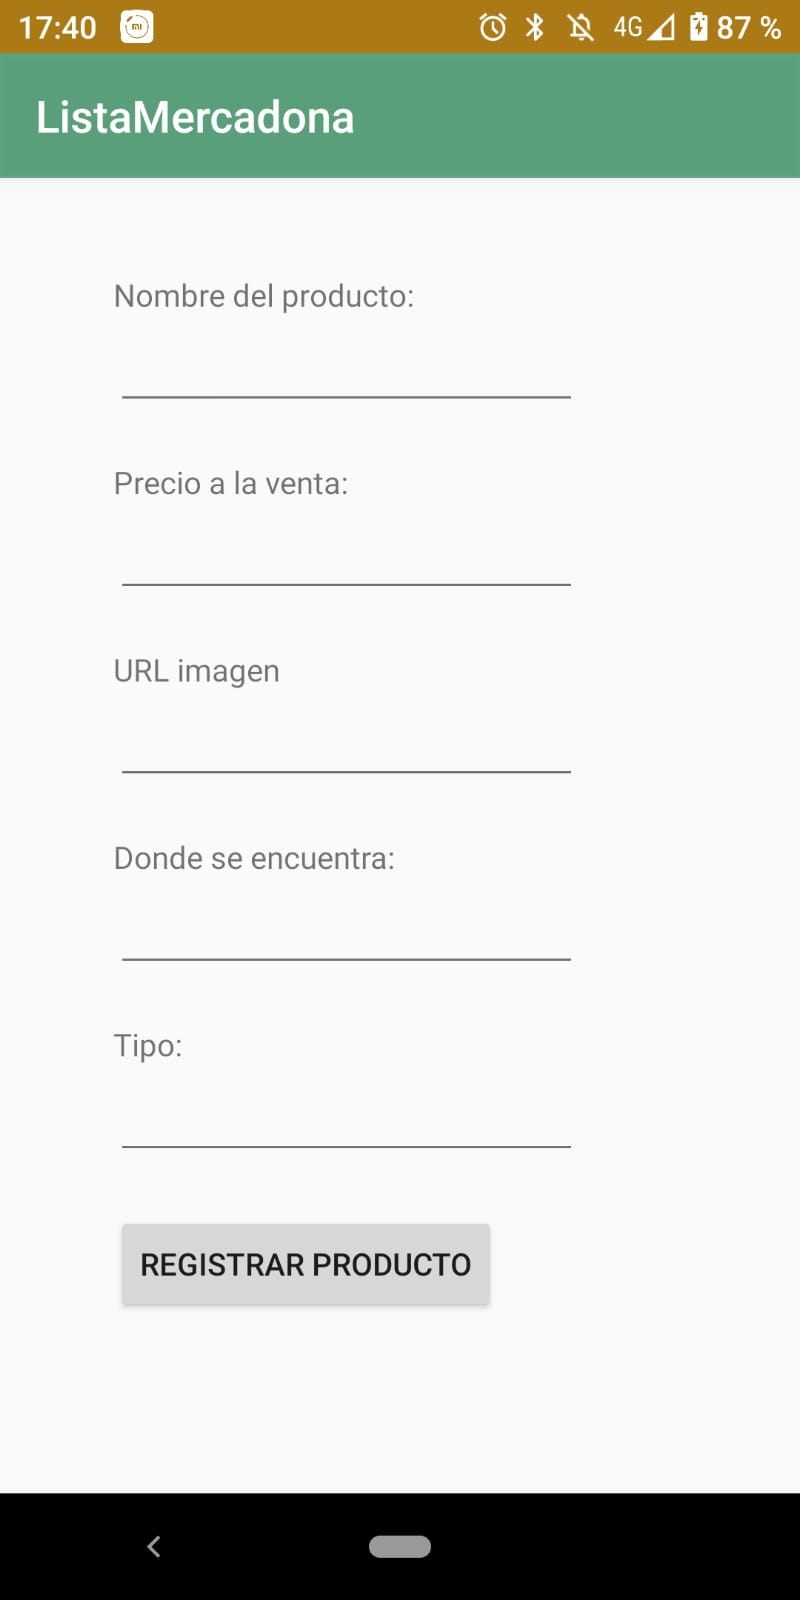 17:40 4G 87 %
ListaMercadona
Nombre del producto:
Precio a la venta:
URL imagen
Donde se encuentra:
Tipo:
REGISTRAR PRODUCTO